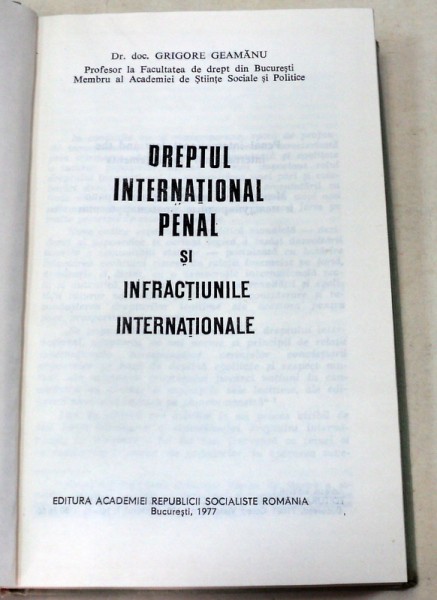 Dr. doc. GRIGORE GEAMĂNU
Profesor la Facultatea de drept din București
Membru al Academiei de Științe Sociale și Politice
DREPTUL
INTERNAȚIONAL
PENAL
și
INFRACȚIUNILE
INTERNAȚIONALE
EDITURA ACADEMIEI REPUBLICII SOCIALISTE ROMÂNIA
București, 1977